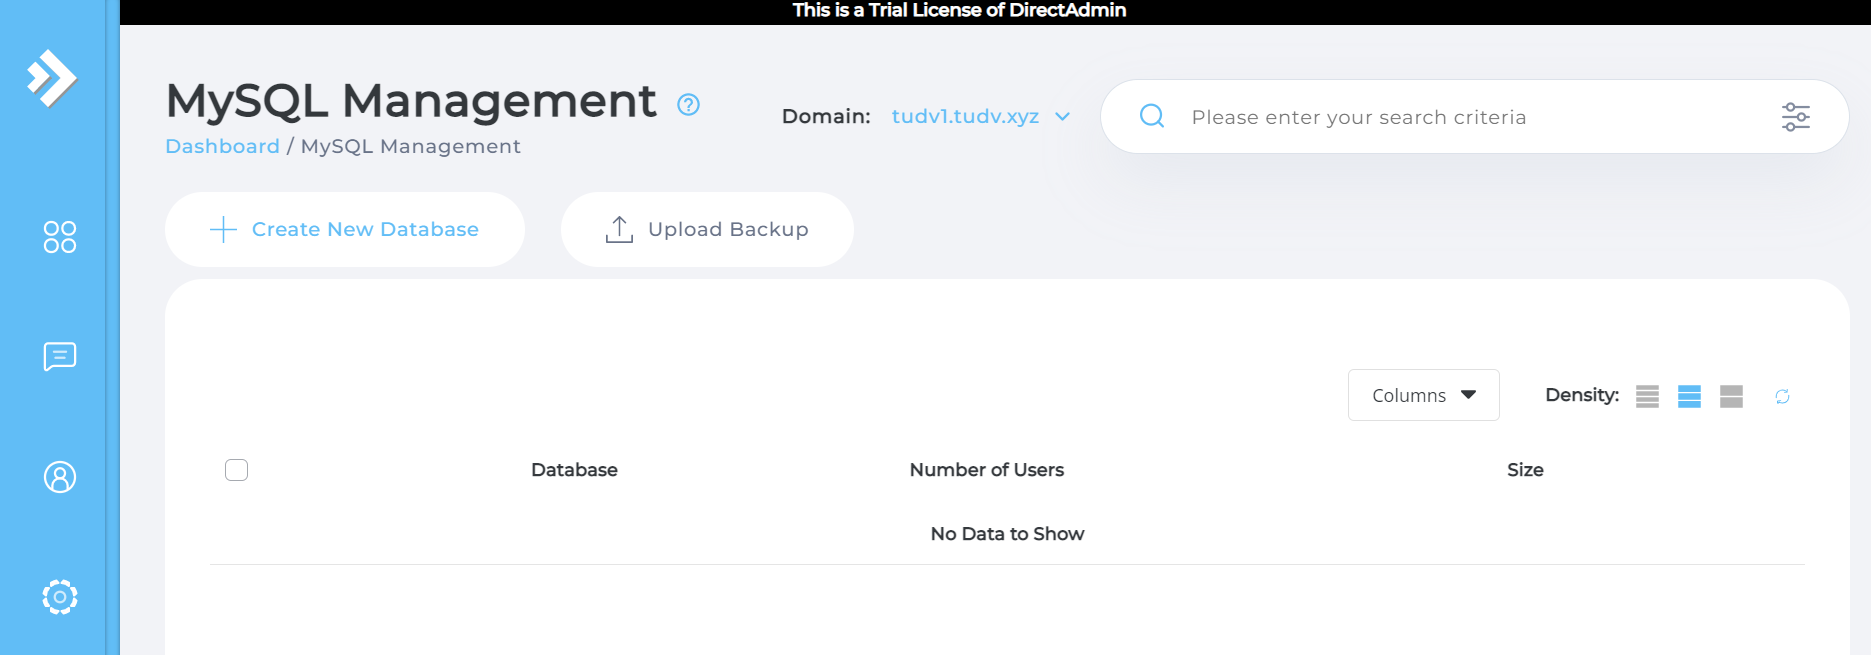 This is a Trial License of DirectAdmin
MySQL Management
Dashboard / MySQL Management
Domain: tudv1.tudv.xyz
Please enter your search criteria
Create New Database
Upload Backup
Columns
Density:
Database Number of Users Size
No Data to Show